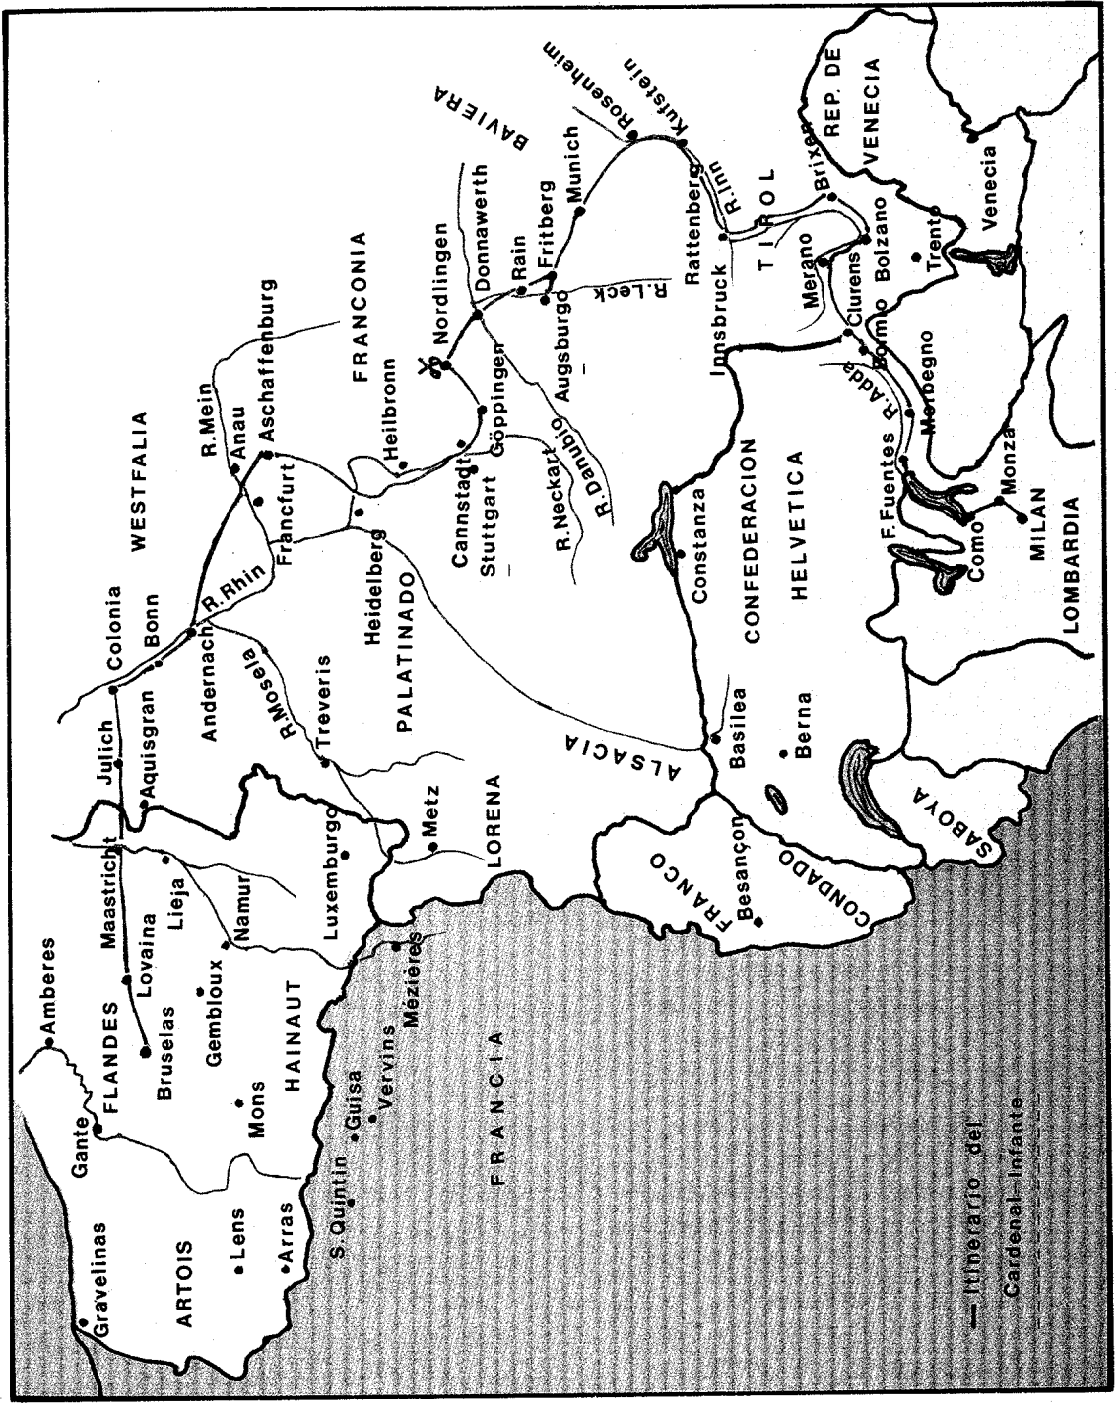 Amberes
Gante
FLANDES
Gravelinas
ARTOIS
Lens
Arras
Mons
HAINAUT
Bruselas
Lovaina
Gembloux
Namur
Lieja
Maastricht
Aquisgran
Julich
Colonia
Bonn
Andernach
R. Rhin
R. Mosela
Treveris
Luxemburgo
Metz
LORENA
Mézières
S. Quintin
Guisa
Vervins
FRANCIA
WESTFALIA
R. Mein
Anau
Aschaffenburg
Francfurt
FRANCONIA
Heilbronn
Heidelberg
PALATINADO
Cannstadt
Stuttgart
Göppingen
Nordlingen
Donnawerth
Rain
Fritberg
Augsburgo
R. Leck
R. Neckart
R. Danubio
BAVIERA
Munich
Rosenheim
Kufstein
Rattenberg
R. Inn
Innsbruck
TIROL
Brixen
Merano
Bolzano
Clurens
Bormio
R. Adda
Morbegno
F. Fuentes
Trento
REP. DE
VENECIA
Venecia
Como
Monza
MILAN
LOMBARDIA
Constanza
CONFEDERACION
HELVETICA
Basilea
Berna
ALSACIA
FRANCO
CONDADO
Besançon
SABOYA
— Itinerario del
Cardenal-Infante